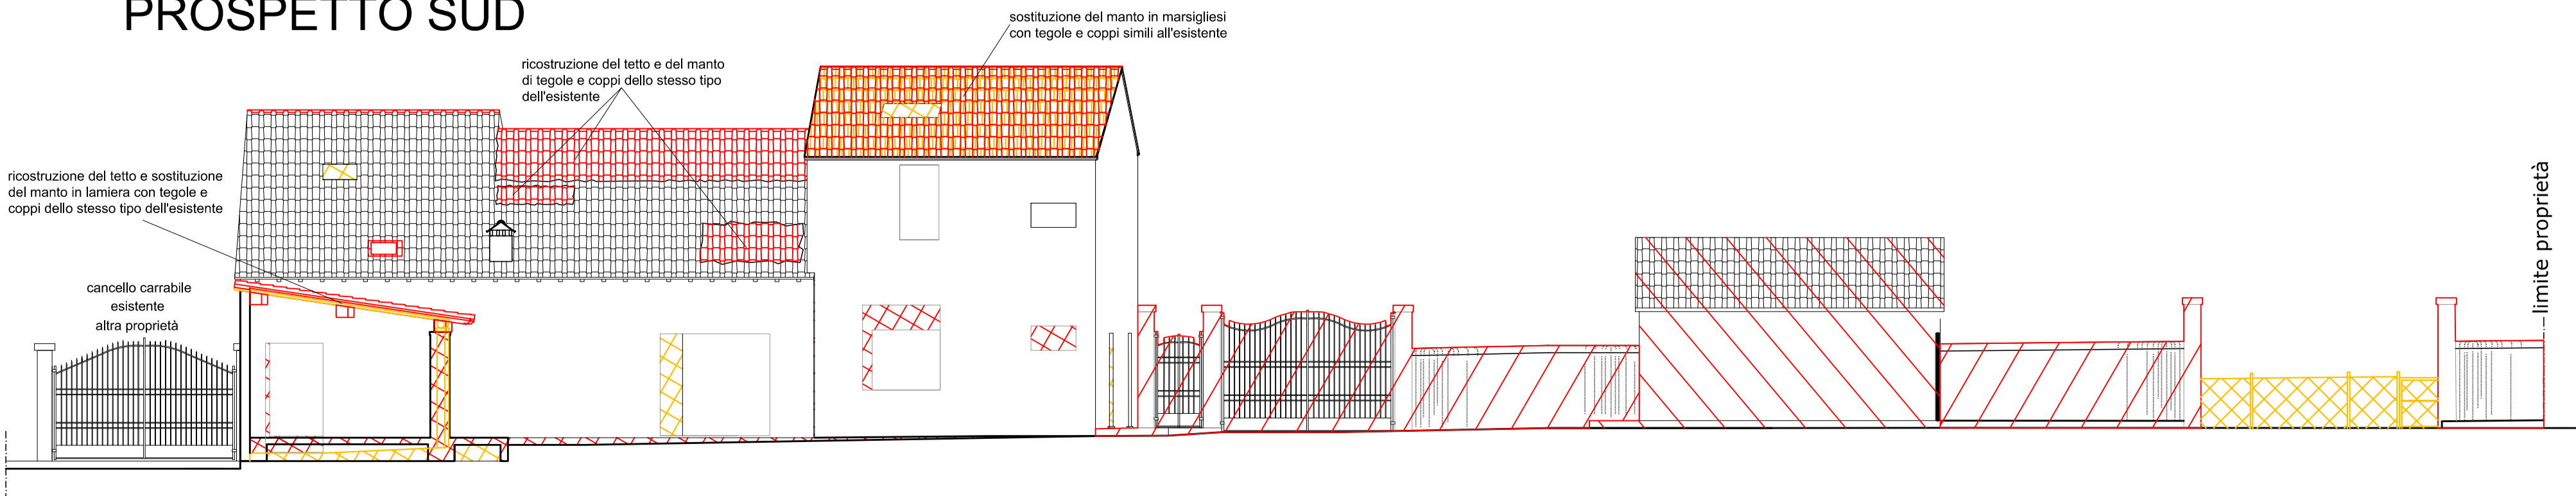 PROSPETTO SUD
sostituzione del manto in marsigliesi
con tegole e coppi simili all'esistente
ricostruzione del tetto e del manto
di tegole e coppi dello stesso tipo
dell'esistente
ricostruzione del tetto e sostituzione
del manto in lamiera con tegole e
coppi dello stesso tipo dell'esistente
cancello carrabile
esistente
altra proprietà
limite proprietà